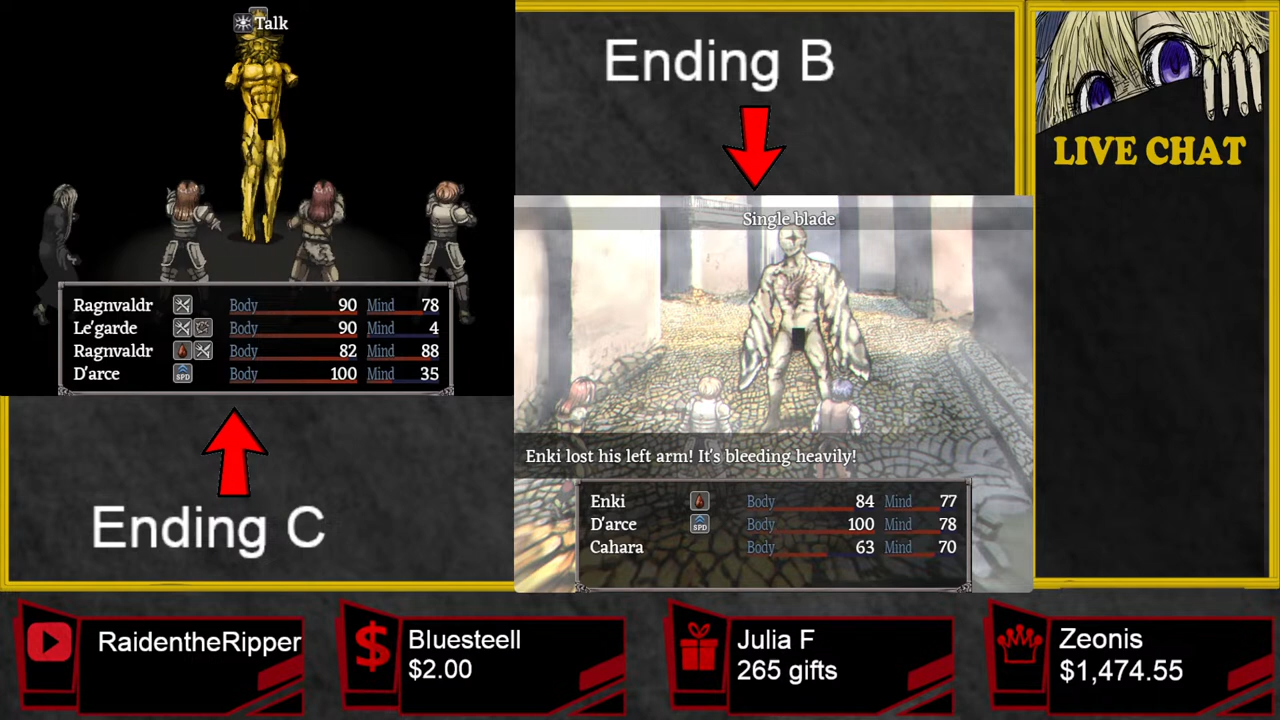 Talk
Ragnvaldr Body 90 Mind 78
Le'garde Body 90 Mind 4
Ragnvaldr Body 82 Mind 88
D'arce SPD Body 100 Mind 35
Ending C
Ending B
Single blade
Enki lost his left arm! It's bleeding heavily!
Enki Body 84 Mind 77
D'arce SPD Body 100 Mind 78
Cahara Body 63 Mind 70
LIVE CHAT
RaidentheRipper
Bluesteell
$2.00
Julia F
265 gifts
Zeonis
$1,474.55